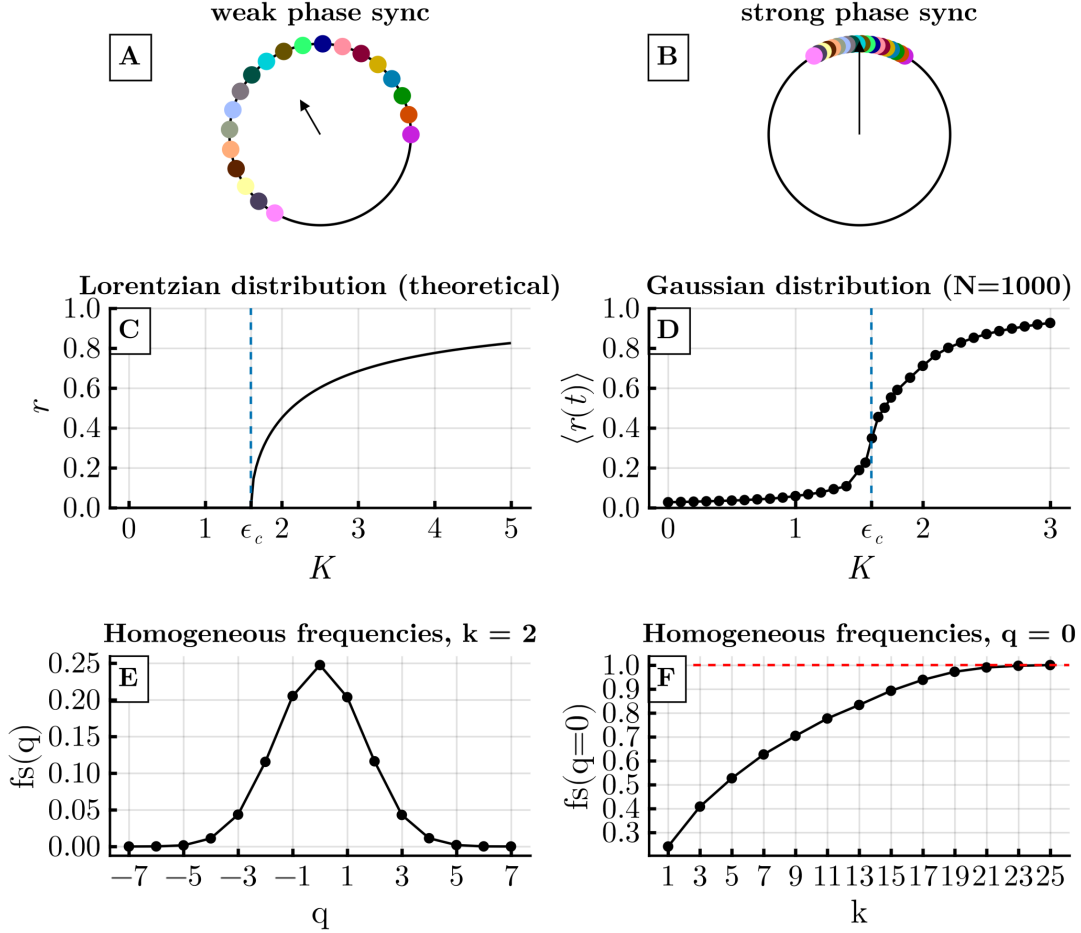 weak phase sync
A
strong phase sync
B
Lorentzian distribution (theoretical)
C
r
1.0
0.8
0.6
0.4
0.2
0.0
0 1 ϵc 2 3 4 5
K
Gaussian distribution (N=1000)
D
⟨r(t)⟩
1.0
0.8
0.6
0.4
0.2
0.0
0 1 ϵc 2 3
K
Homogeneous frequencies, k = 2
E
fs(q)
0.25
0.20
0.15
0.10
0.05
0.00
−7 −5 −3 −1 1 3 5 7
q
Homogeneous frequencies, q = 0
F
fs(q=0)
1.0
0.9
0.8
0.7
0.6
0.5
0.4
0.3
1 3 5 7 9 11 13 15 17 19 21 23 25
k